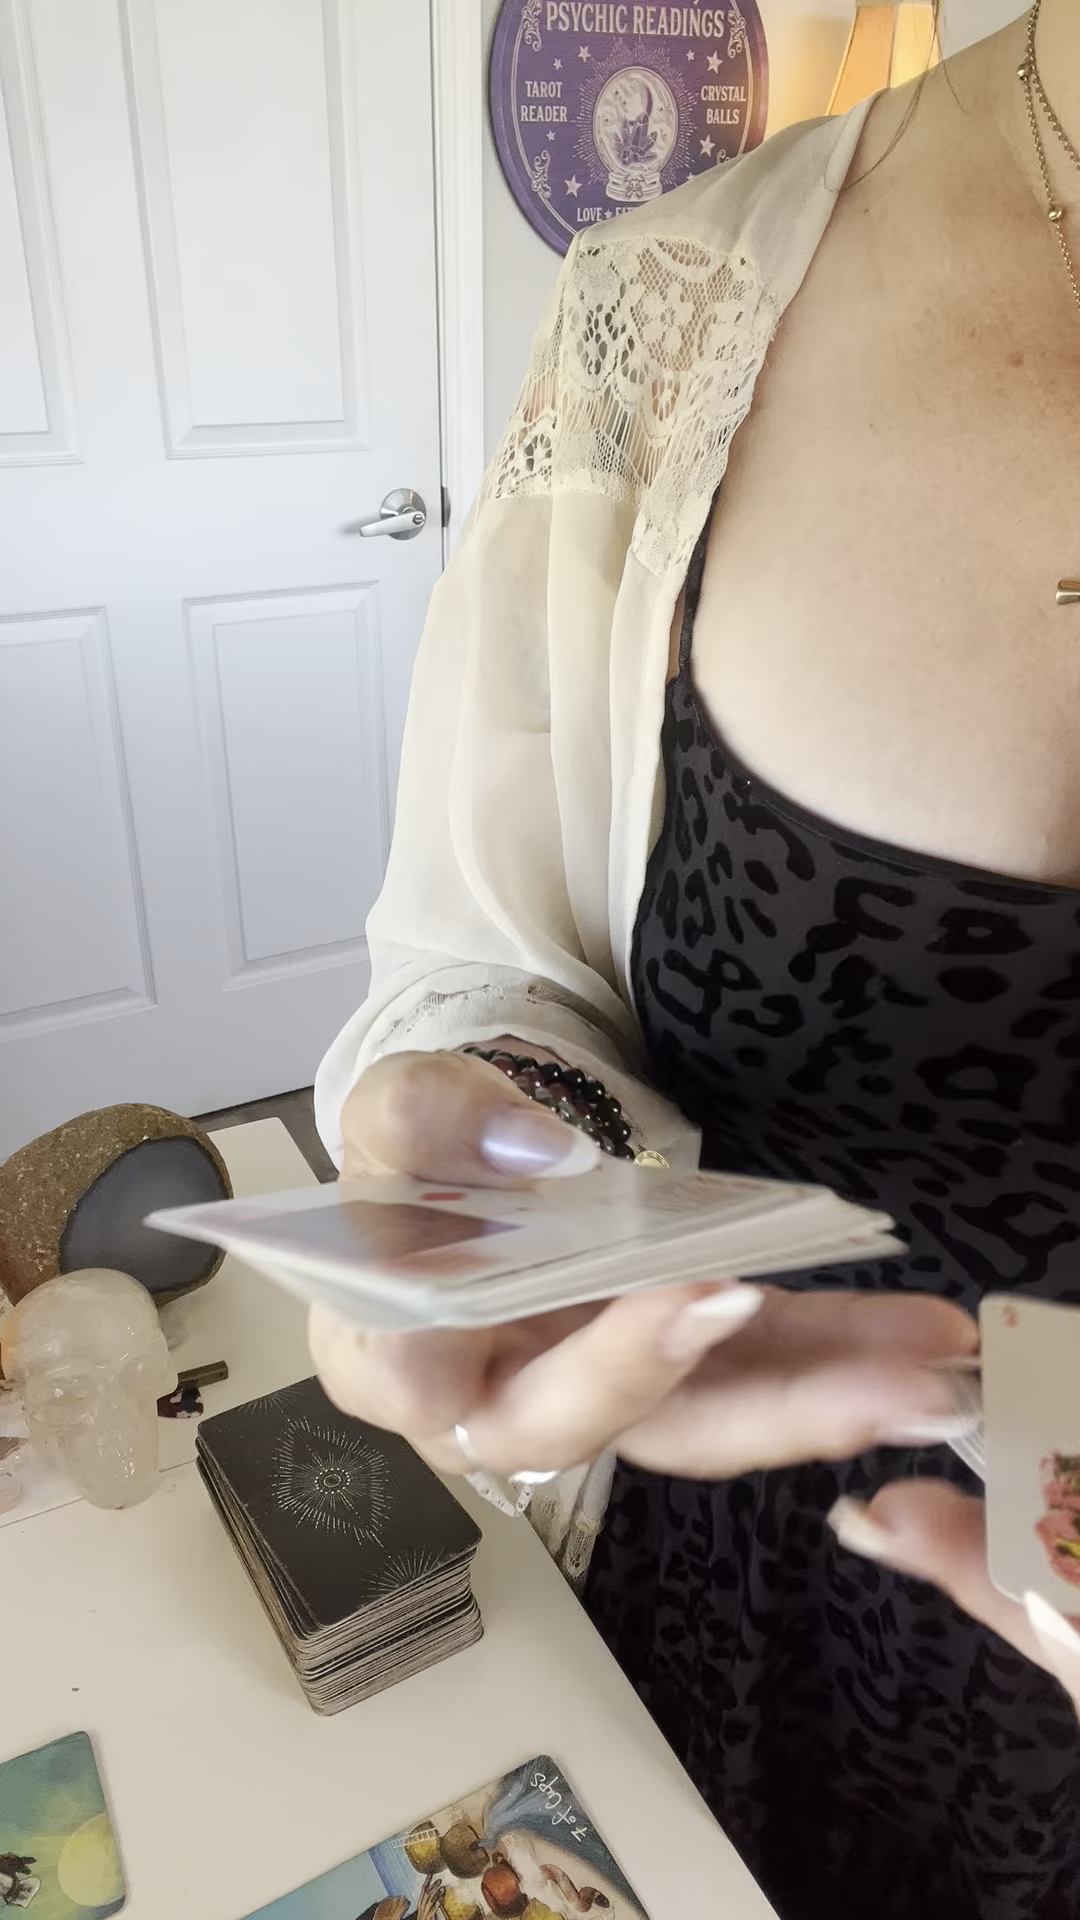 PSYCHIC READINGS
TAROT
READER
CRYSTAL
BALLS
LOVE ★
7 of Cups